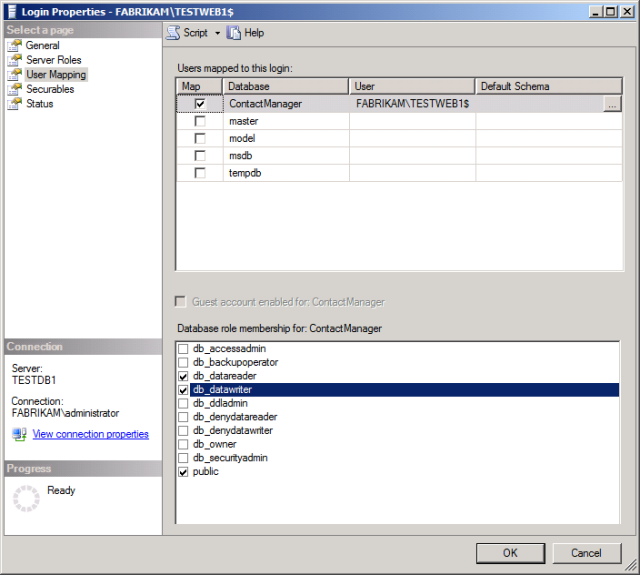 Login Properties - FABRIKAM\TESTWEB1$
Select a page
General
Server Roles
User Mapping
Securables
Status
Script Help
Users mapped to this login:
Map Database User Default Schema
ContactManager FABRIKAM\TESTWEB1$ ...
master
model
msdb
tempdb
Guest account enabled for: ContactManager
Database role membership for: ContactManager
db_accessadmin
db_backupoperator
db_datareader
db_datawriter
db_ddladmin
db_denydatareader
db_denydatawriter
db_owner
db_securityadmin
public
Connection
Server:
TESTDB1
Connection:
FABRIKAM\administrator
View connection properties
Progress
Ready
OK Cancel